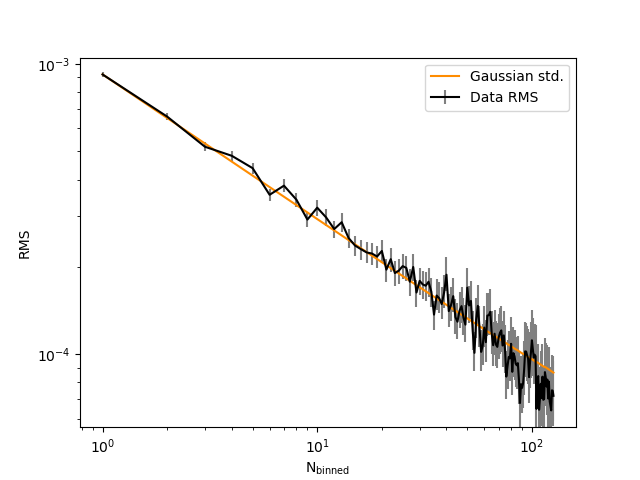 Gaussian std.
Data RMS
10⁻³
10⁻⁴
RMS
10⁰
10¹
10²
N_binned